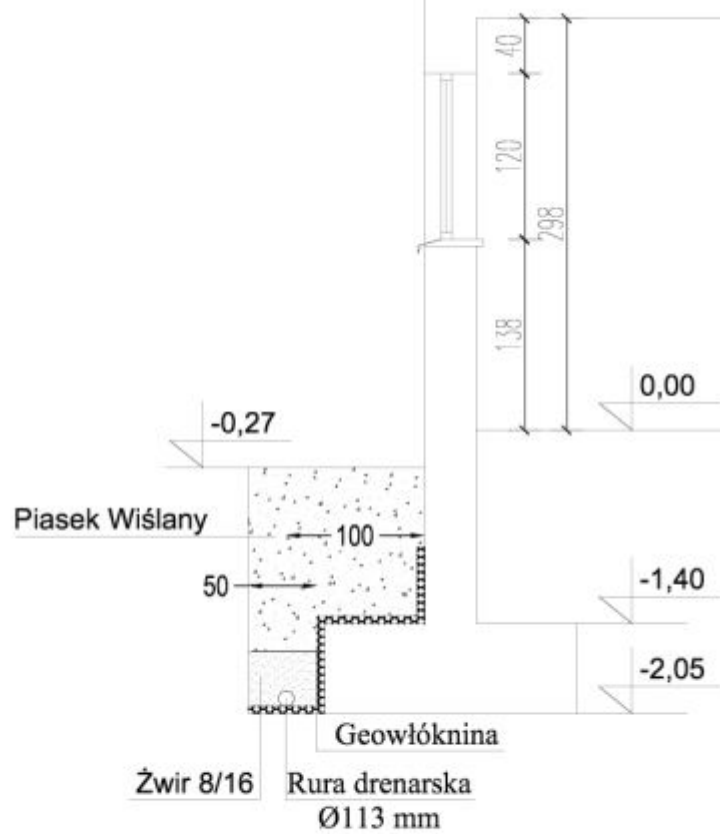 40
120
298
138
0,00
-0,27
Piasek Wiślany
100
50
-1,40
-2,05
Geowłóknina
Żwir 8/16
Rura drenarska
Ø113 mm